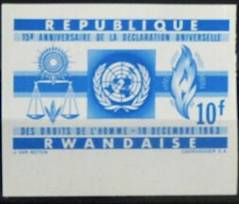 REPUBLIQUE
15e ANNIVERSAIRE DE LA DECLARATION UNIVERSELLE
10f
DES DROITS DE L'HOMME - 10 DECEMBRE 1963
RWANDAISE